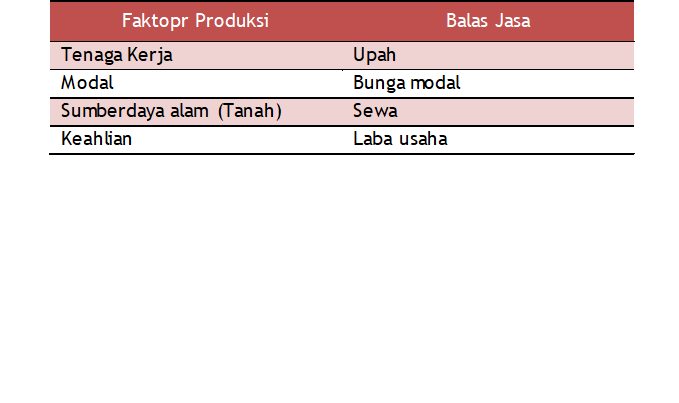 Faktopr Produksi Balas Jasa
Tenaga Kerja Upah
Modal Bunga modal
Sumberdaya alam (Tanah) Sewa
Keahlian Laba usaha